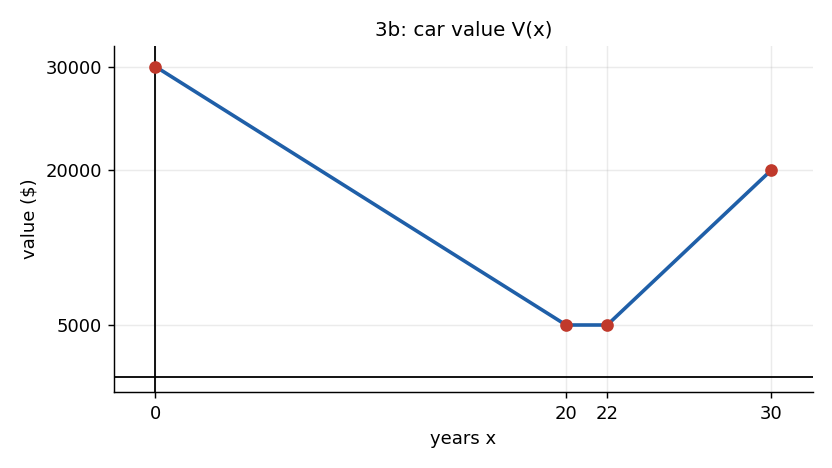 3b: car value V(x)
30000
20000
5000
value ($)
0 20 22 30
years x